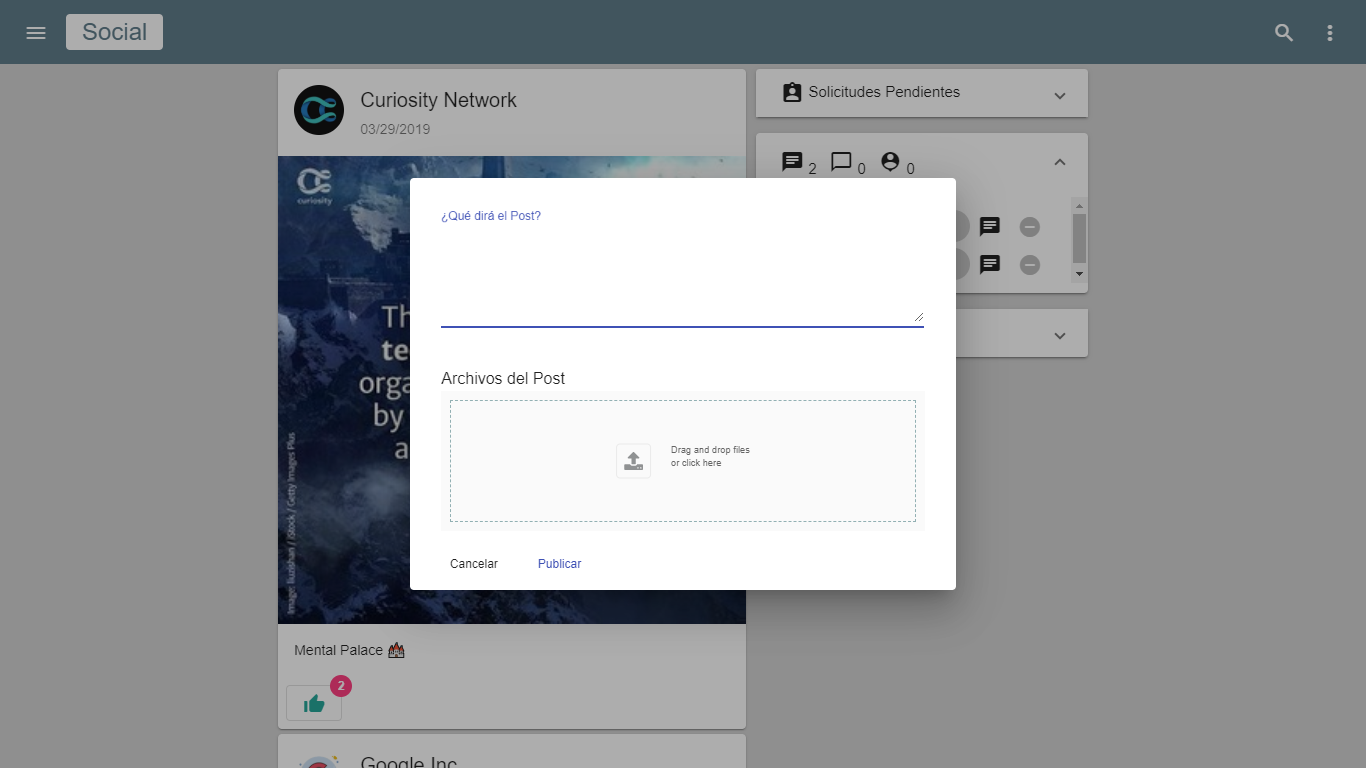 Social
Curiosity Network
03/29/2019
Solicitudes Pendientes
2 0 0
curiosity
¿Qué dirá el Post?
Th
te
orga
by
a
Image: liuzishan / iStock / Getty Images Plus
Archivos del Post
Drag and drop files
or click here
Cancelar Publicar
Mental Palace
2
Google Inc